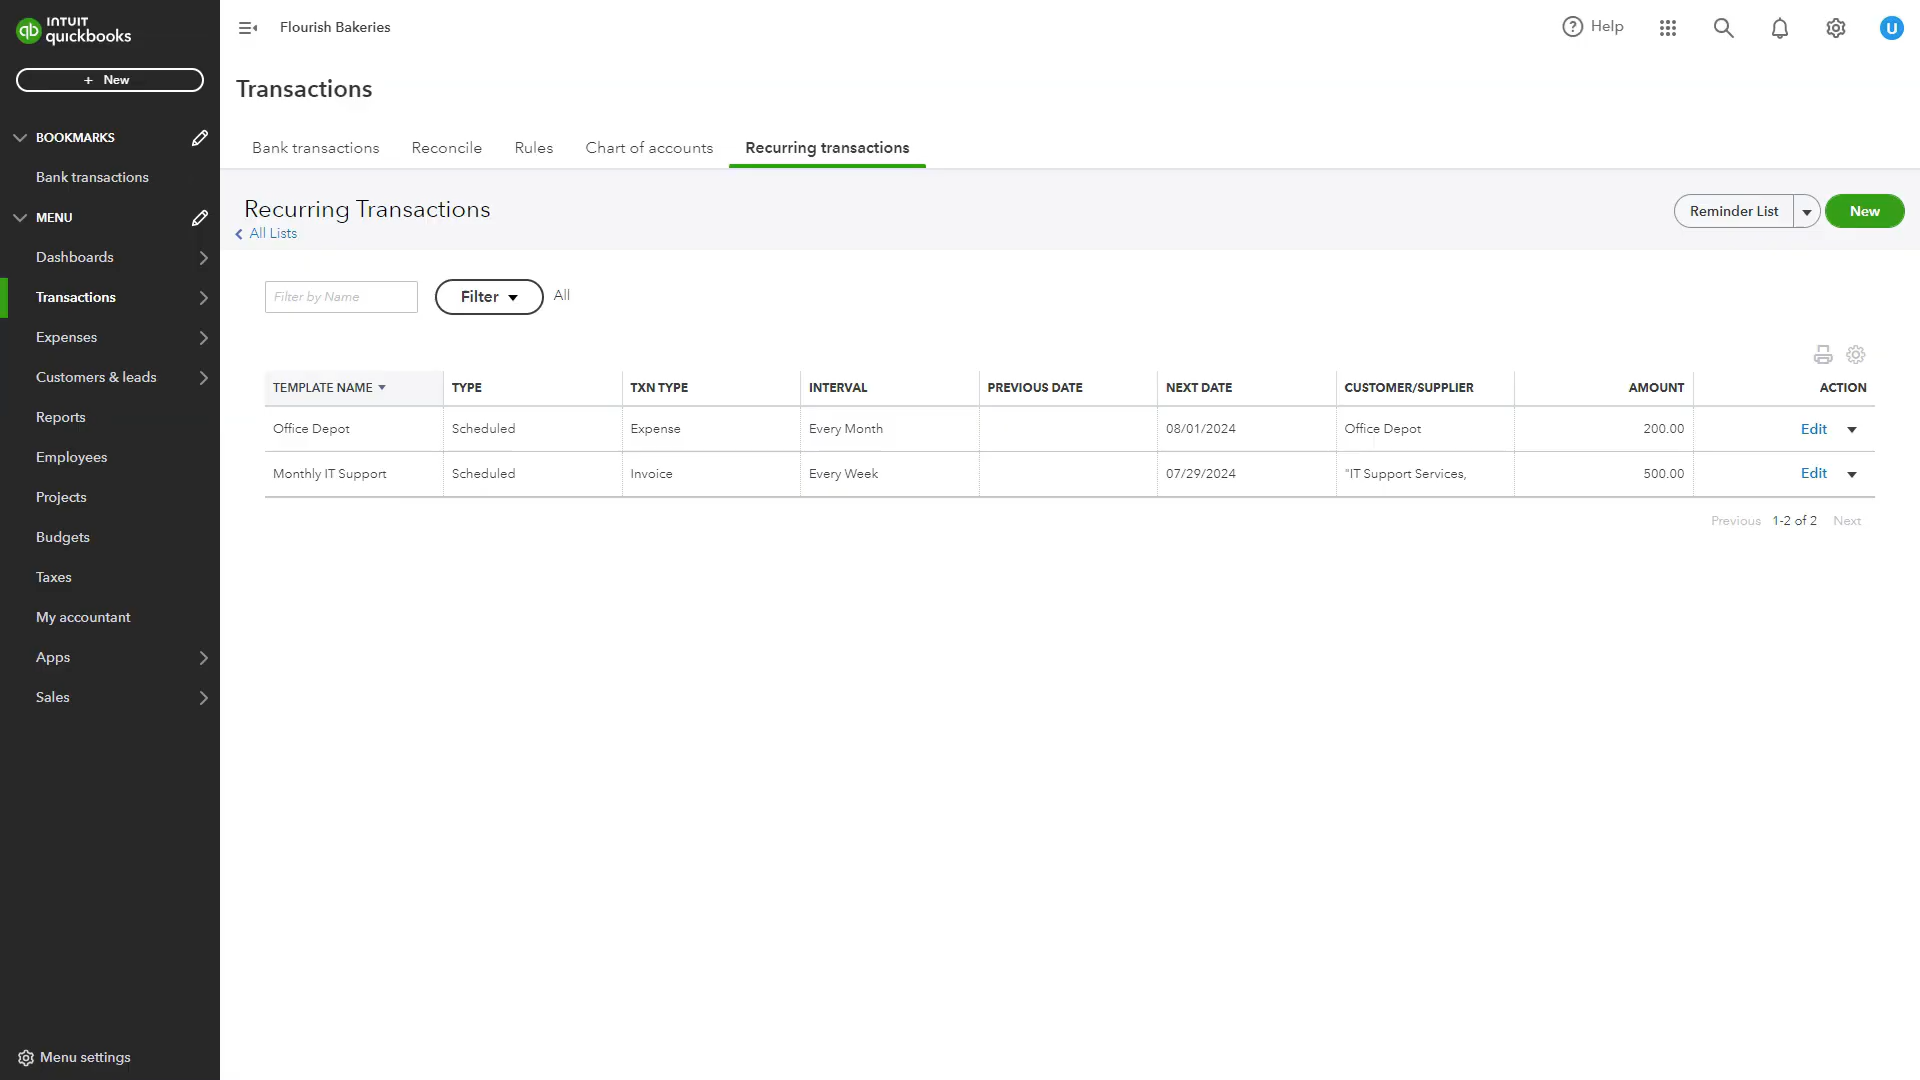 INTUIT
quickbooks
Flourish Bakeries
Help
U
+ New
Transactions
BOOKMARKS
Bank transactions
MENU
Dashboards
Transactions
Expenses
Customers & leads
Reports
Employees
Projects
Budgets
Taxes
My accountant
Apps
Sales
Menu settings
Bank transactions Reconcile Rules Chart of accounts Recurring transactions
Recurring Transactions
All Lists
Reminder List
New
Filter by Name
Filter
All
TEMPLATE NAME TYPE TXN TYPE INTERVAL PREVIOUS DATE NEXT DATE CUSTOMER/SUPPLIER AMOUNT ACTION
Office Depot Scheduled Expense Every Month 08/01/2024 Office Depot 200.00 Edit
Monthly IT Support Scheduled Invoice Every Week 07/29/2024 "IT Support Services, 500.00 Edit
Previous 1-2 of 2 Next